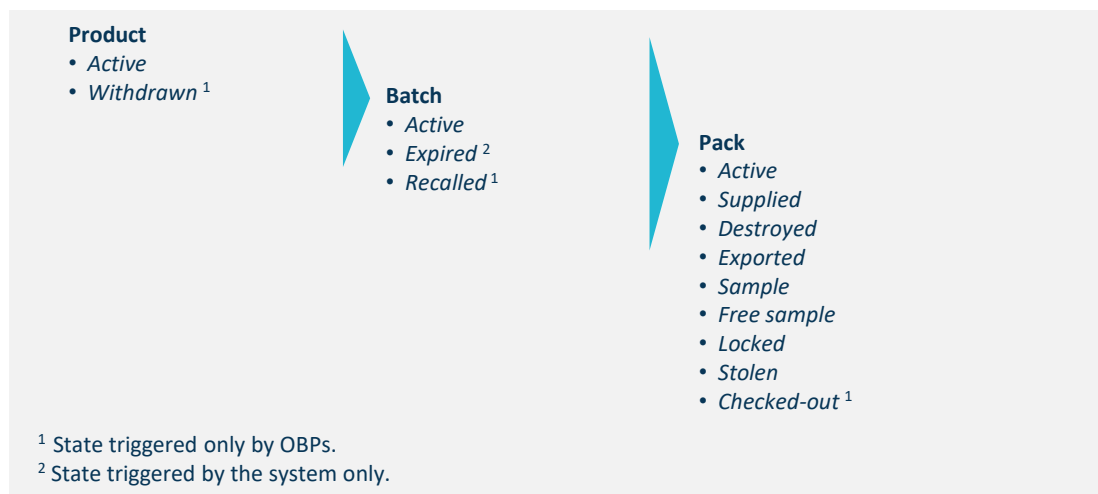 Product
• Active
• Withdrawn ¹
Batch
• Active
• Expired ²
• Recalled ¹
Pack
• Active
• Supplied
• Destroyed
• Exported
• Sample
• Free sample
• Locked
• Stolen
• Checked-out ¹
¹ State triggered only by OBPs.
² State triggered by the system only.